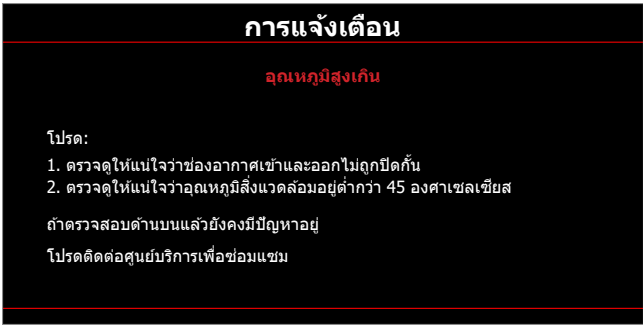 การแจ้งเตือน
อุณหภูมิสูงเกิน
โปรด:
1. ตรวจดูให้แน่ใจว่าช่องอากาศเข้าและออกไม่ถูกปิดกั้น
2. ตรวจดูให้แน่ใจว่าอุณหภูมิสิ่งแวดล้อมอยู่ต่ำกว่า 45 องศาเซลเซียส
ถ้าตรวจสอบด้านบนแล้วยังคงมีปัญหาอยู่
โปรดติดต่อศูนย์บริการเพื่อซ่อมแซม